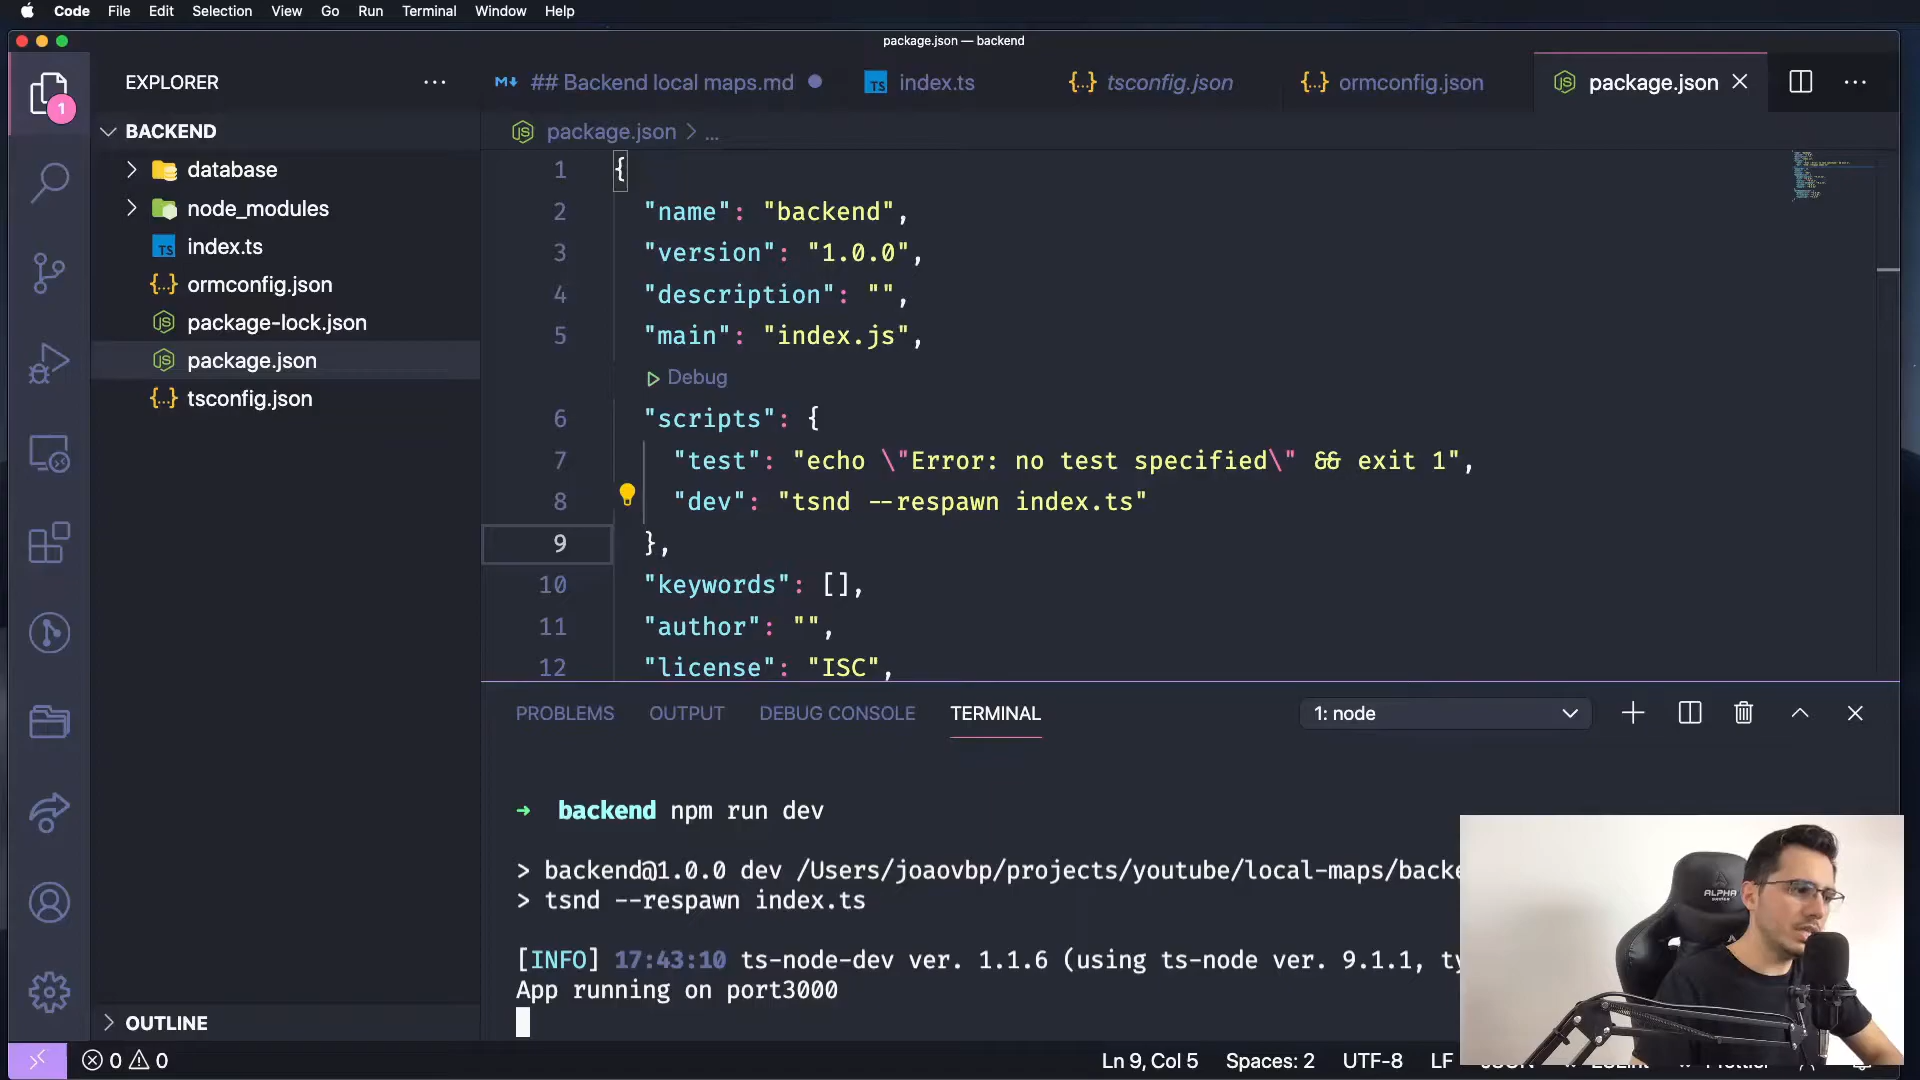 Code File Edit Selection View Go Run Terminal Window Help
package.json — backend
EXPLORER
1
BACKEND
database
node_modules
TS index.ts
{..} ormconfig.json
package-lock.json
package.json
{..} tsconfig.json
OUTLINE
## Backend local maps.md TS index.ts {..} tsconfig.json {..} ormconfig.json package.json
package.json > ...
1 {
2 "name": "backend",
3 "version": "1.0.0",
4 "description": "",
5 "main": "index.js",
Debug
6 "scripts": {
7 "test": "echo \"Error: no test specified\" && exit 1",
8 "dev": "tsnd --respawn index.ts"
9 },
10 "keywords": [],
11 "author": "",
12 "license": "ISC",
PROBLEMS OUTPUT DEBUG CONSOLE TERMINAL 1: node
→ backend npm run dev
> backend@1.0.0 dev /Users/joaovbp/projects/youtube/local-maps/backe
> tsnd --respawn index.ts
[INFO] 17:43:10 ts-node-dev ver. 1.1.6 (using ts-node ver. 9.1.1, ty
App running on port3000
ALPHA
0 0 Ln 9, Col 5 Spaces: 2 UTF-8 LF